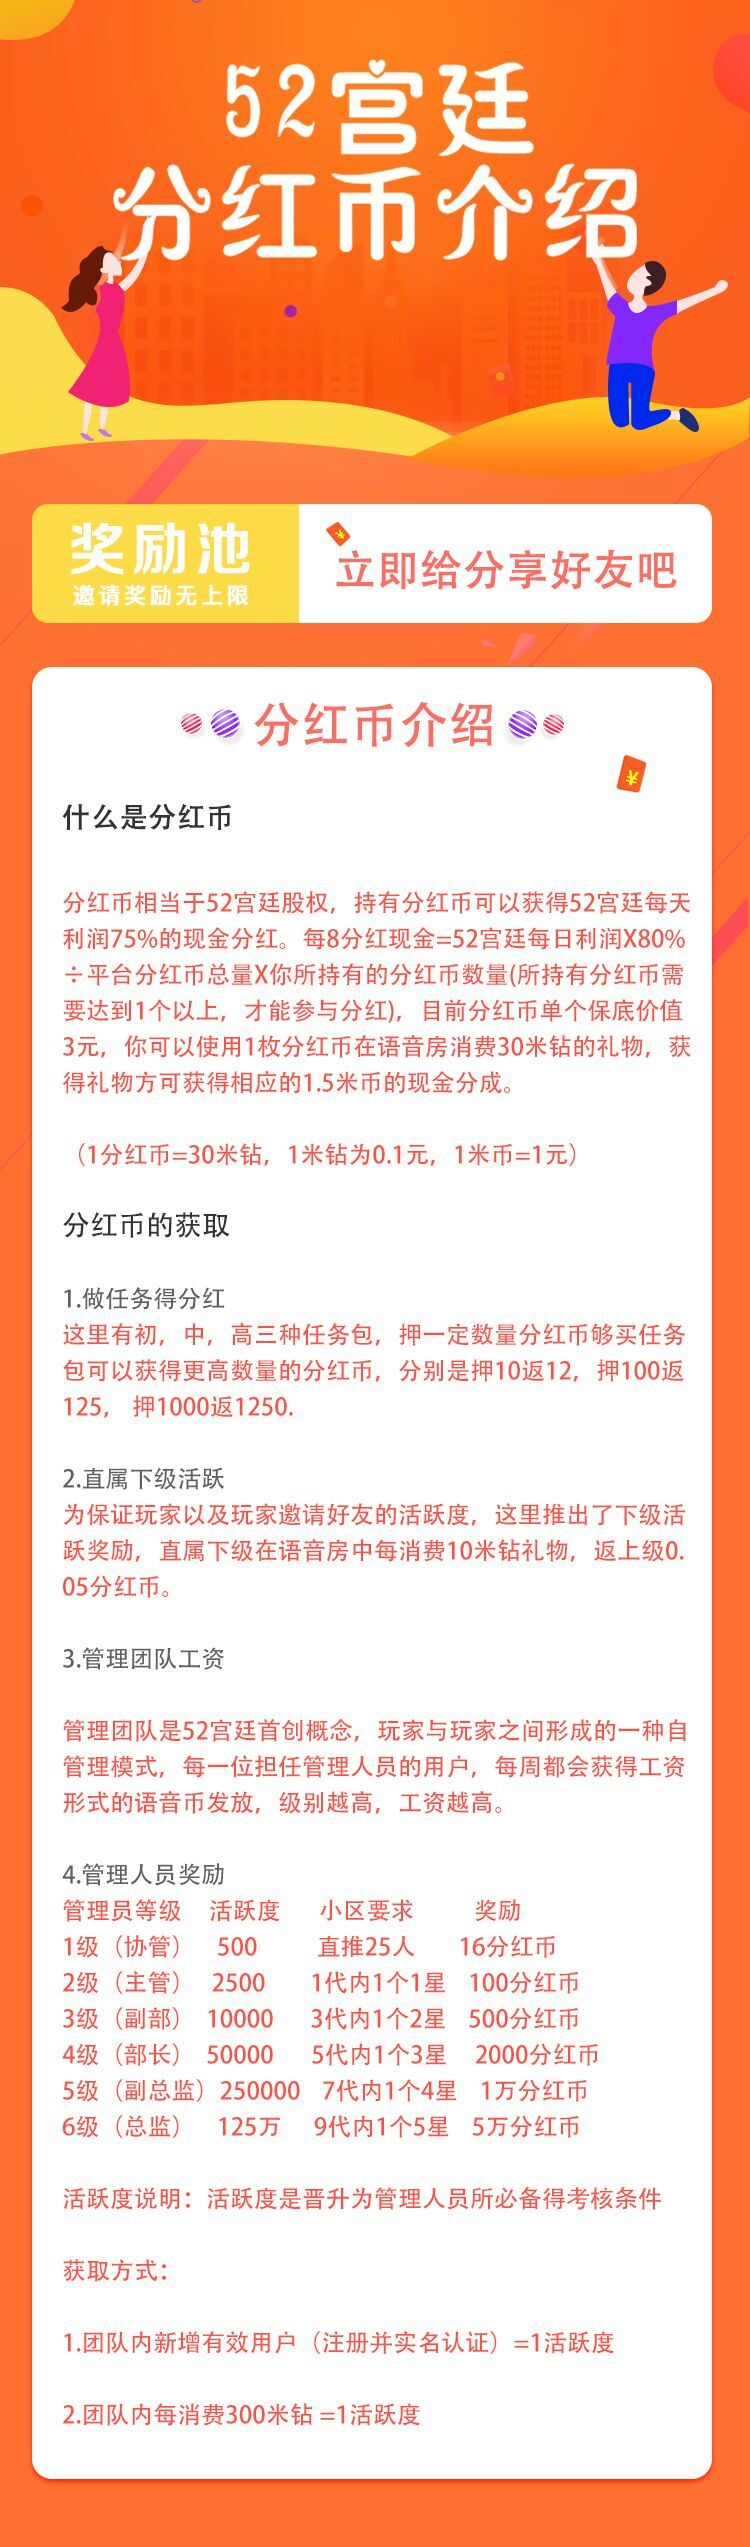 52宫廷
分红币介绍
奖励池
邀请奖励无上限
立即给分享好友吧
分红币介绍
什么是分红币
分红币相当于52宫廷股权，持有分红币可以获得52宫廷每天
利润75%的现金分红。每8分红现金=52宫廷每日利润X80%
÷平台分红币总量X你所持有的分红币数量(所持有分红币需
要达到1个以上，才能参与分红)，目前分红币单个保底价值
3元，你可以使用1枚分红币在语音房消费30米钻的礼物，获
得礼物方可获得相应的1.5米币的现金分成。
（1分红币=30米钻，1米钻为0.1元，1米币=1元）
分红币的获取
1.做任务得分红
这里有初，中，高三种任务包，押一定数量分红币够买任务
包可以获得更高数量的分红币，分别是押10返12，押100返
125， 押1000返1250.
2.直属下级活跃
为保证玩家以及玩家邀请好友的活跃度，这里推出了下级活
跃奖励，直属下级在语音房中每消费10米钻礼物，返上级0.
05分红币。
3.管理团队工资
管理团队是52宫廷首创概念，玩家与玩家之间形成的一种自
管理模式，每一位担任管理人员的用户，每周都会获得工资
形式的语音币发放，级别越高，工资越高。
4.管理人员奖励
管理员等级 活跃度 小区要求 奖励
1级（协管） 500 直推25人 16分红币
2级（主管） 2500 1代内1个1星 100分红币
3级（副部） 10000 3代内1个2星 500分红币
4级（部长） 50000 5代内1个3星 2000分红币
5级（副总监）250000 7代内1个4星 1万分红币
6级（总监） 125万 9代内1个5星 5万分红币
活跃度说明：活跃度是晋升为管理人员所必备得考核条件
获取方式：
1.团队内新增有效用户（注册并实名认证）=1活跃度
2.团队内每消费300米钻 =1活跃度